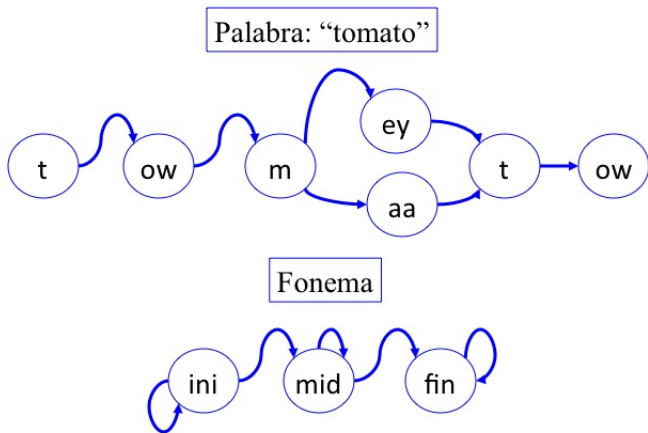 Palabra: “tomato”
ey
t
ow
m
t
ow
aa
Fonema
ini
mid
fin